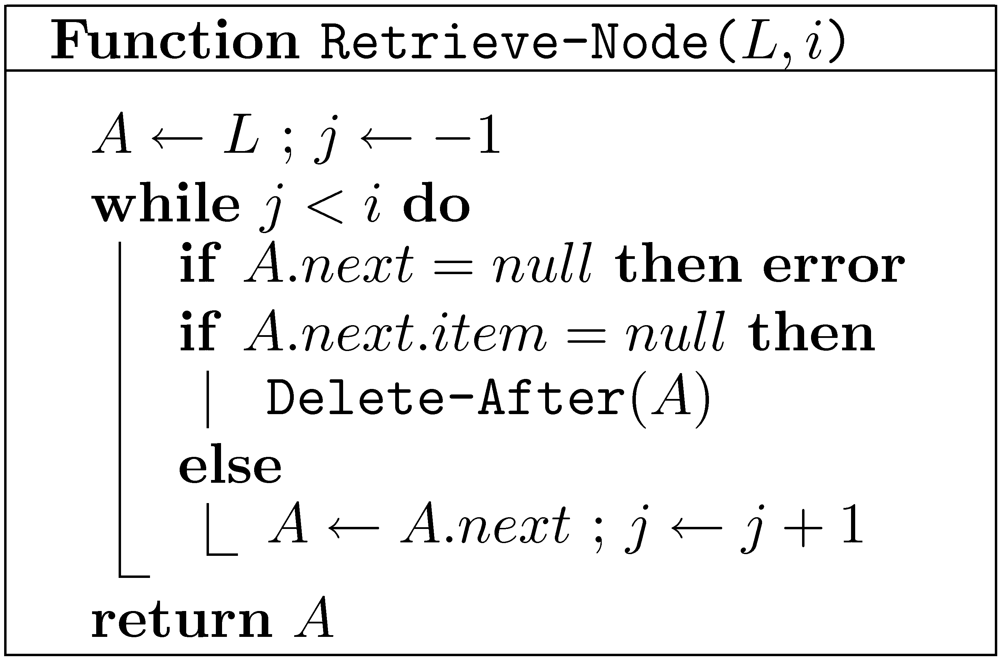 Function Retrieve-Node(L, i)
A ← L ; j ← −1
while j < i do
if A.next = null then error
if A.next.item = null then
Delete-After(A)
else
A ← A.next ; j ← j + 1
return A